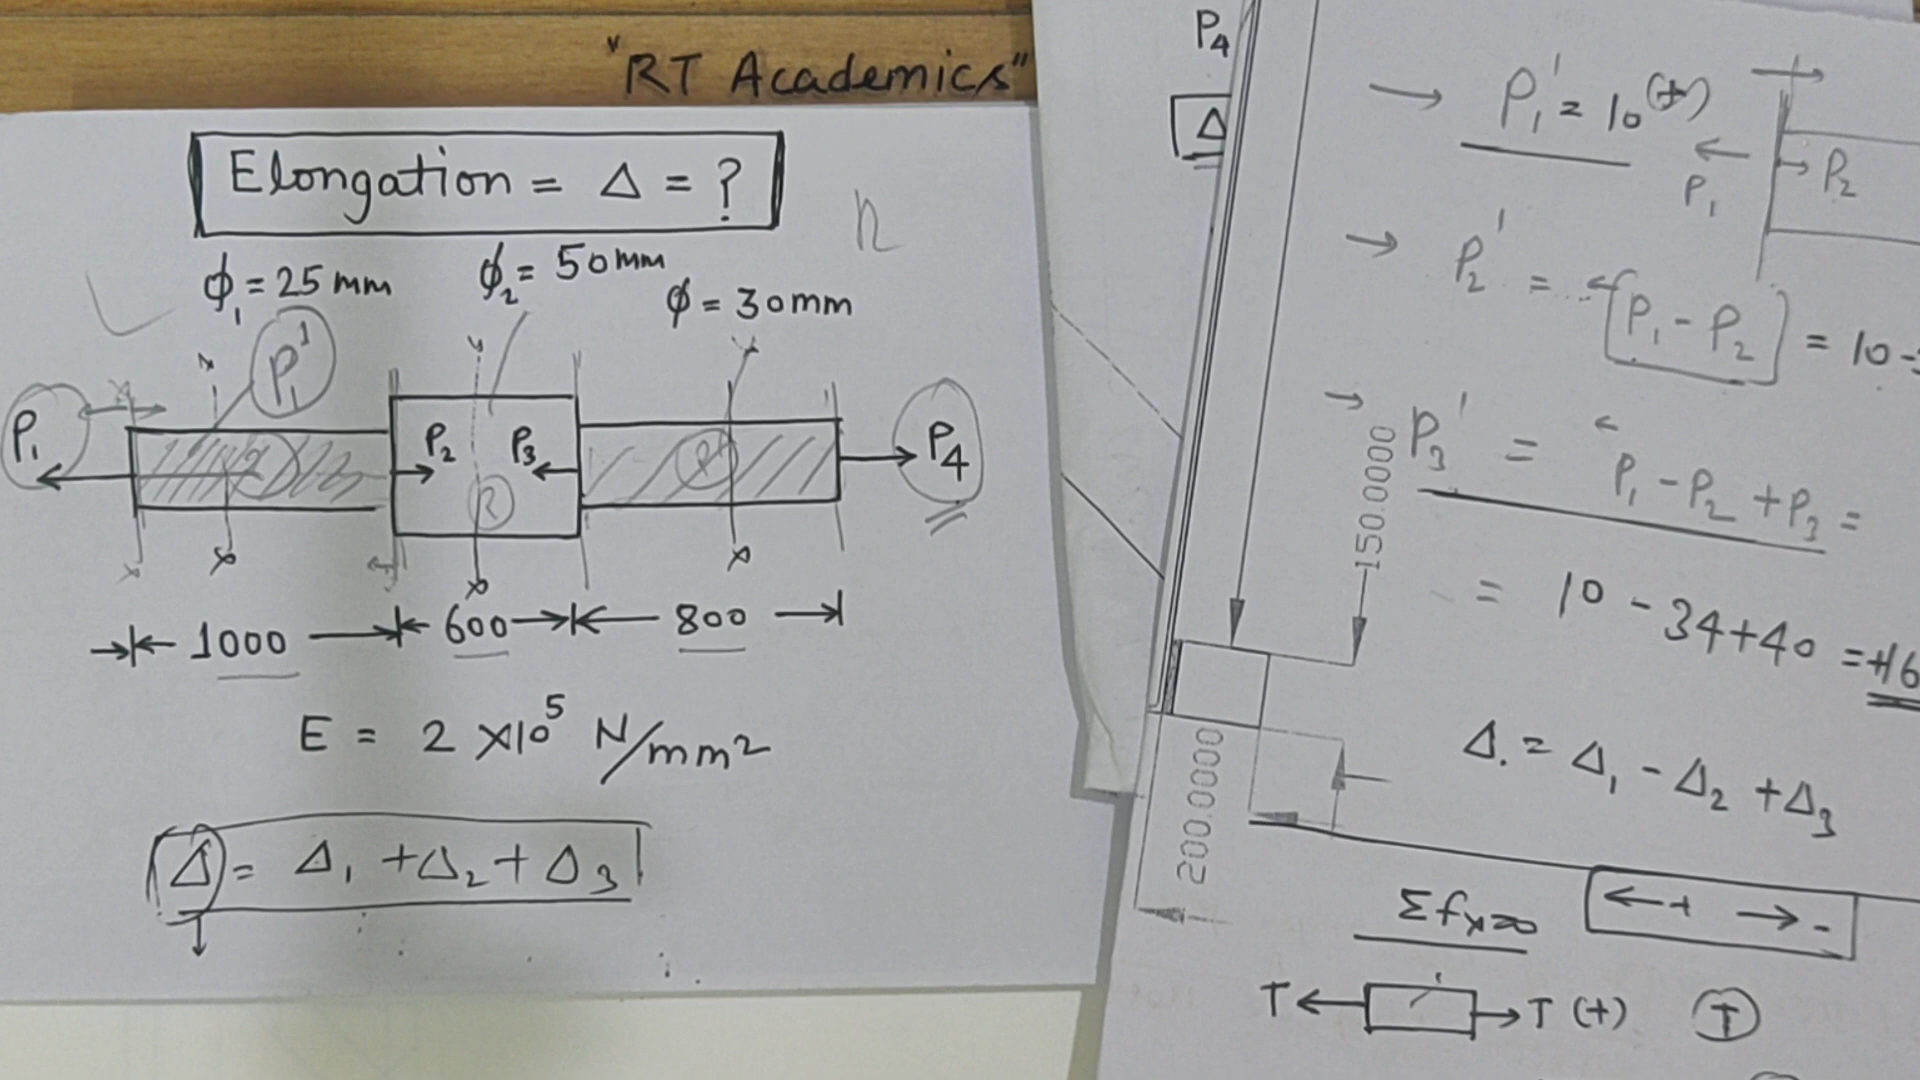 "RT Academics"
Elongation = Δ = ?
ϕ₁ = 25 mm
ϕ₂ = 50 mm
ϕ = 30 mm
P₁'
P₁
P₂
P₃
P₄
2
1000
600
800
E = 2 ×10⁵ N/mm²
Δ = Δ₁ + Δ₂ + Δ₃
P₄
Δ
→ P₁' = 10 (+)
P₁
P₂
→ P₂' = [P₁ - P₂] = 10 -
→ P₃' = P₁ - P₂ + P₃ =
= 10 - 34 + 40 = +16
150.0000
200.0000
Δ. = Δ₁ - Δ₂ + Δ₃
Σfx=0
← + → -
T ← → T (+) T